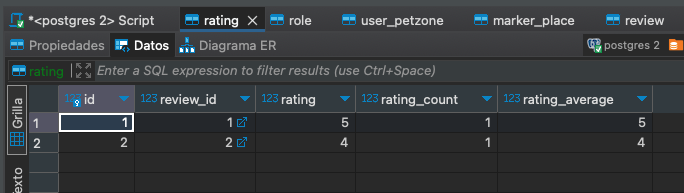 *<postgres 2> Script rating role user_petzone marker_place review
Propiedades Datos Diagrama ER postgres 2
rating Enter a SQL expression to filter results (use Ctrl+Space)
Grilla 123 id 123 review_id 123 rating 123 rating_count 123 rating_average
1 1 1 5 1 5
2 2 2 4 1 4